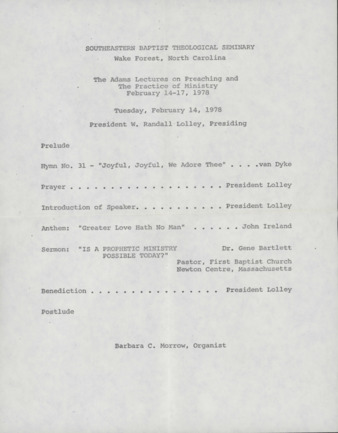 SOUTHEASTERN BAPTIST THEOLOGICAL SEMINARY
Wake Forest, North Carolina
The Adams Lectures on Preaching and
The Practice of Ministry
February 14-17, 1978
Tuesday, February 14, 1978
President W. Randall Lolley, Presiding
Prelude
Hymn No. 31 - "Joyful, Joyful, We Adore Thee" . . . .van Dyke
Prayer . . . . . . . . . . . . . . . . . . . President Lolley
Introduction of Speaker. . . . . . . . . . . President Lolley
Anthem: "Greater Love Hath No Man" . . . . . . John Ireland
Sermon: "IS A PROPHETIC MINISTRY Dr. Gene Bartlett
POSSIBLE TODAY?"
Pastor, First Baptist Church
Newton Centre, Massachusetts
Benediction . . . . . . . . . . . . . . . . President Lolley
Postlude
Barbara C. Morrow, Organist